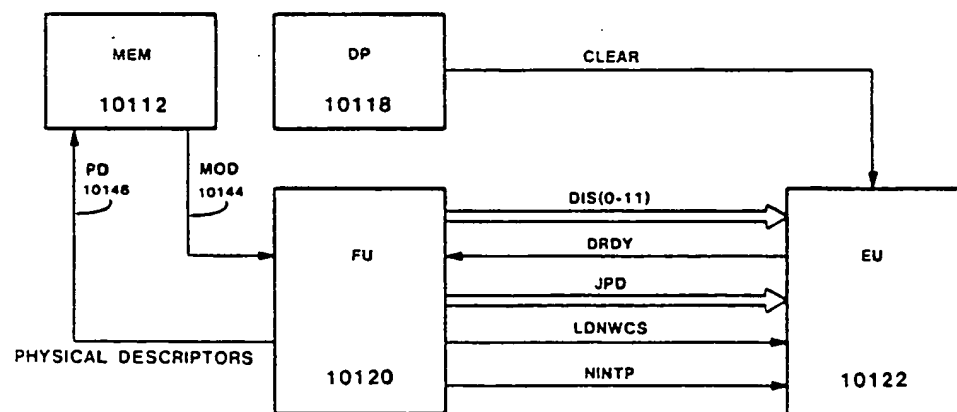 MEM
10112
DP
10118
CLEAR
PD
10146
MOD
10144
DIS(0-11)
DRDY
JPD
LDNWCS
NINTP
FU
10120
EU
10122
PHYSICAL DESCRIPTORS